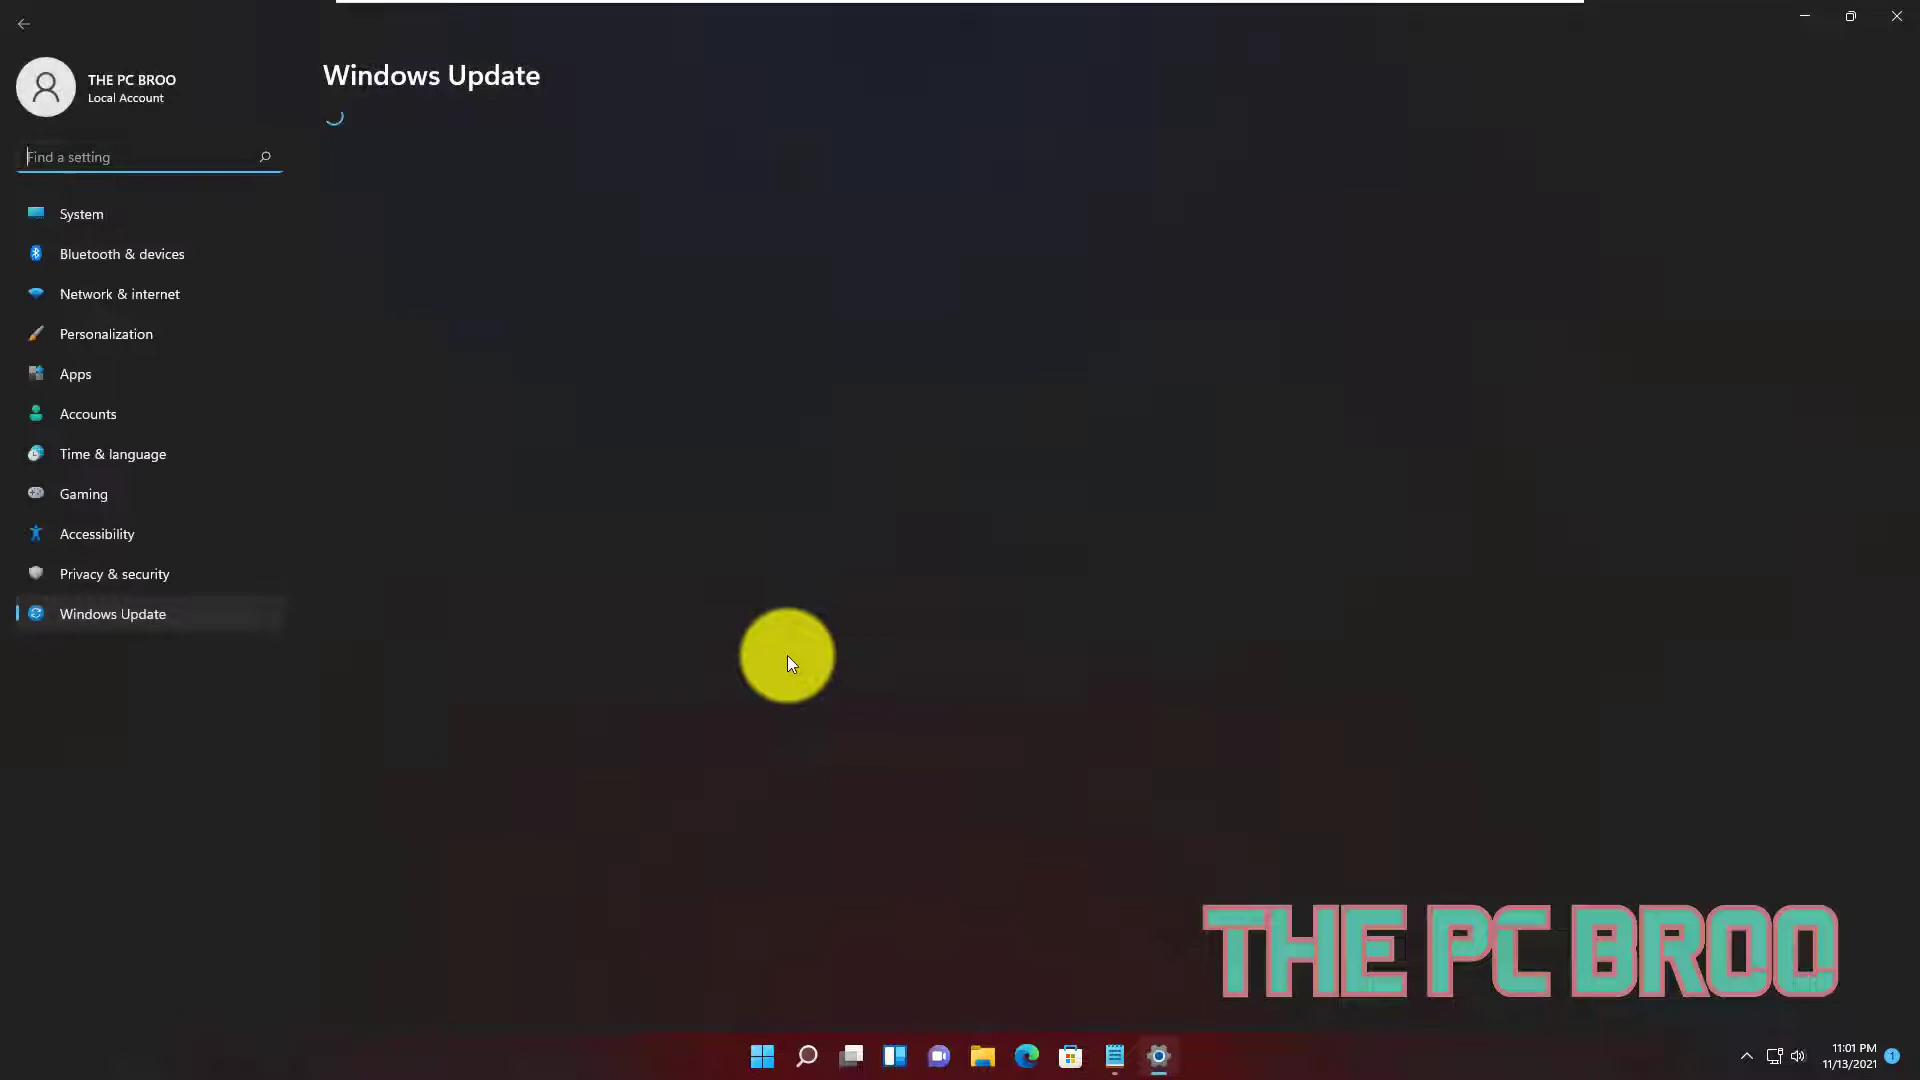 Windows Update
THE PC BROO
Local Account
Find a setting
System
Bluetooth & devices
Network & internet
Personalization
Apps
Accounts
Time & language
Gaming
Accessibility
Privacy & security
Windows Update
THE PC BROO
11:01 PM
11/13/2021
1